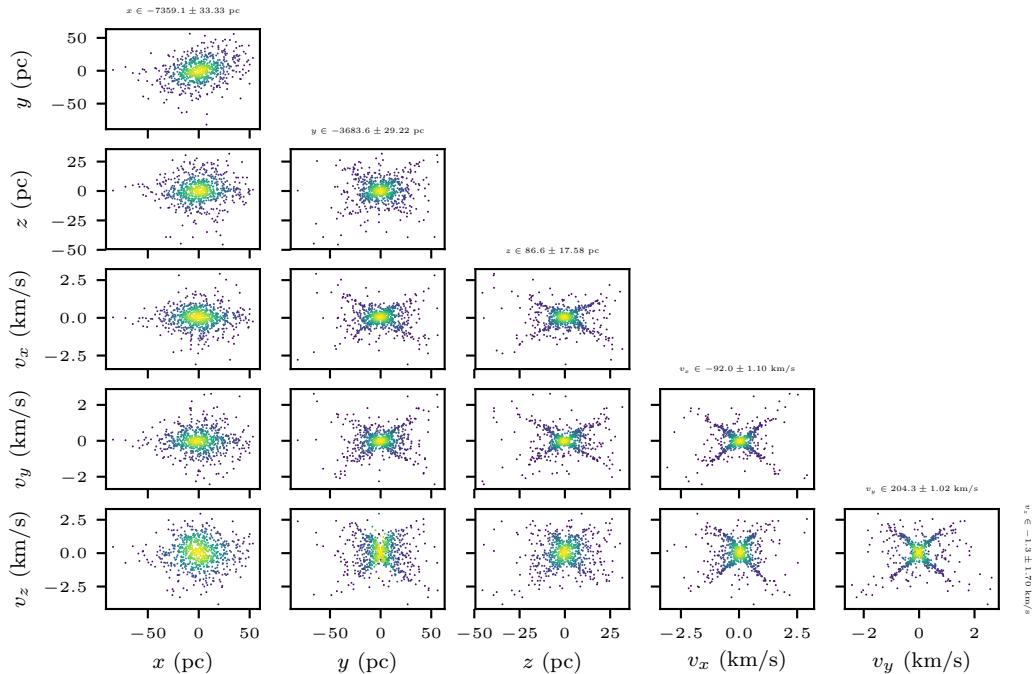 x ∈ −7359.1 ± 33.33 pc
50
0
−50
y (pc)
y ∈ −3683.6 ± 29.22 pc
25
0
−25
−50
z (pc)
z ∈ 86.6 ± 17.58 pc
2.5
0.0
−2.5
v_x (km/s)
v_x ∈ −92.0 ± 1.10 km/s
2
0
−2
v_y (km/s)
v_y ∈ 204.3 ± 1.02 km/s
2.5
0.0
−2.5
v_z (km/s)
v_z ∈ −1.3 ± 1.70 km/s
−50 0 50
−50 0 50
−50 −25 0 25
−2.5 0.0 2.5
−2 0 2
x (pc)
y (pc)
z (pc)
v_x (km/s)
v_y (km/s)